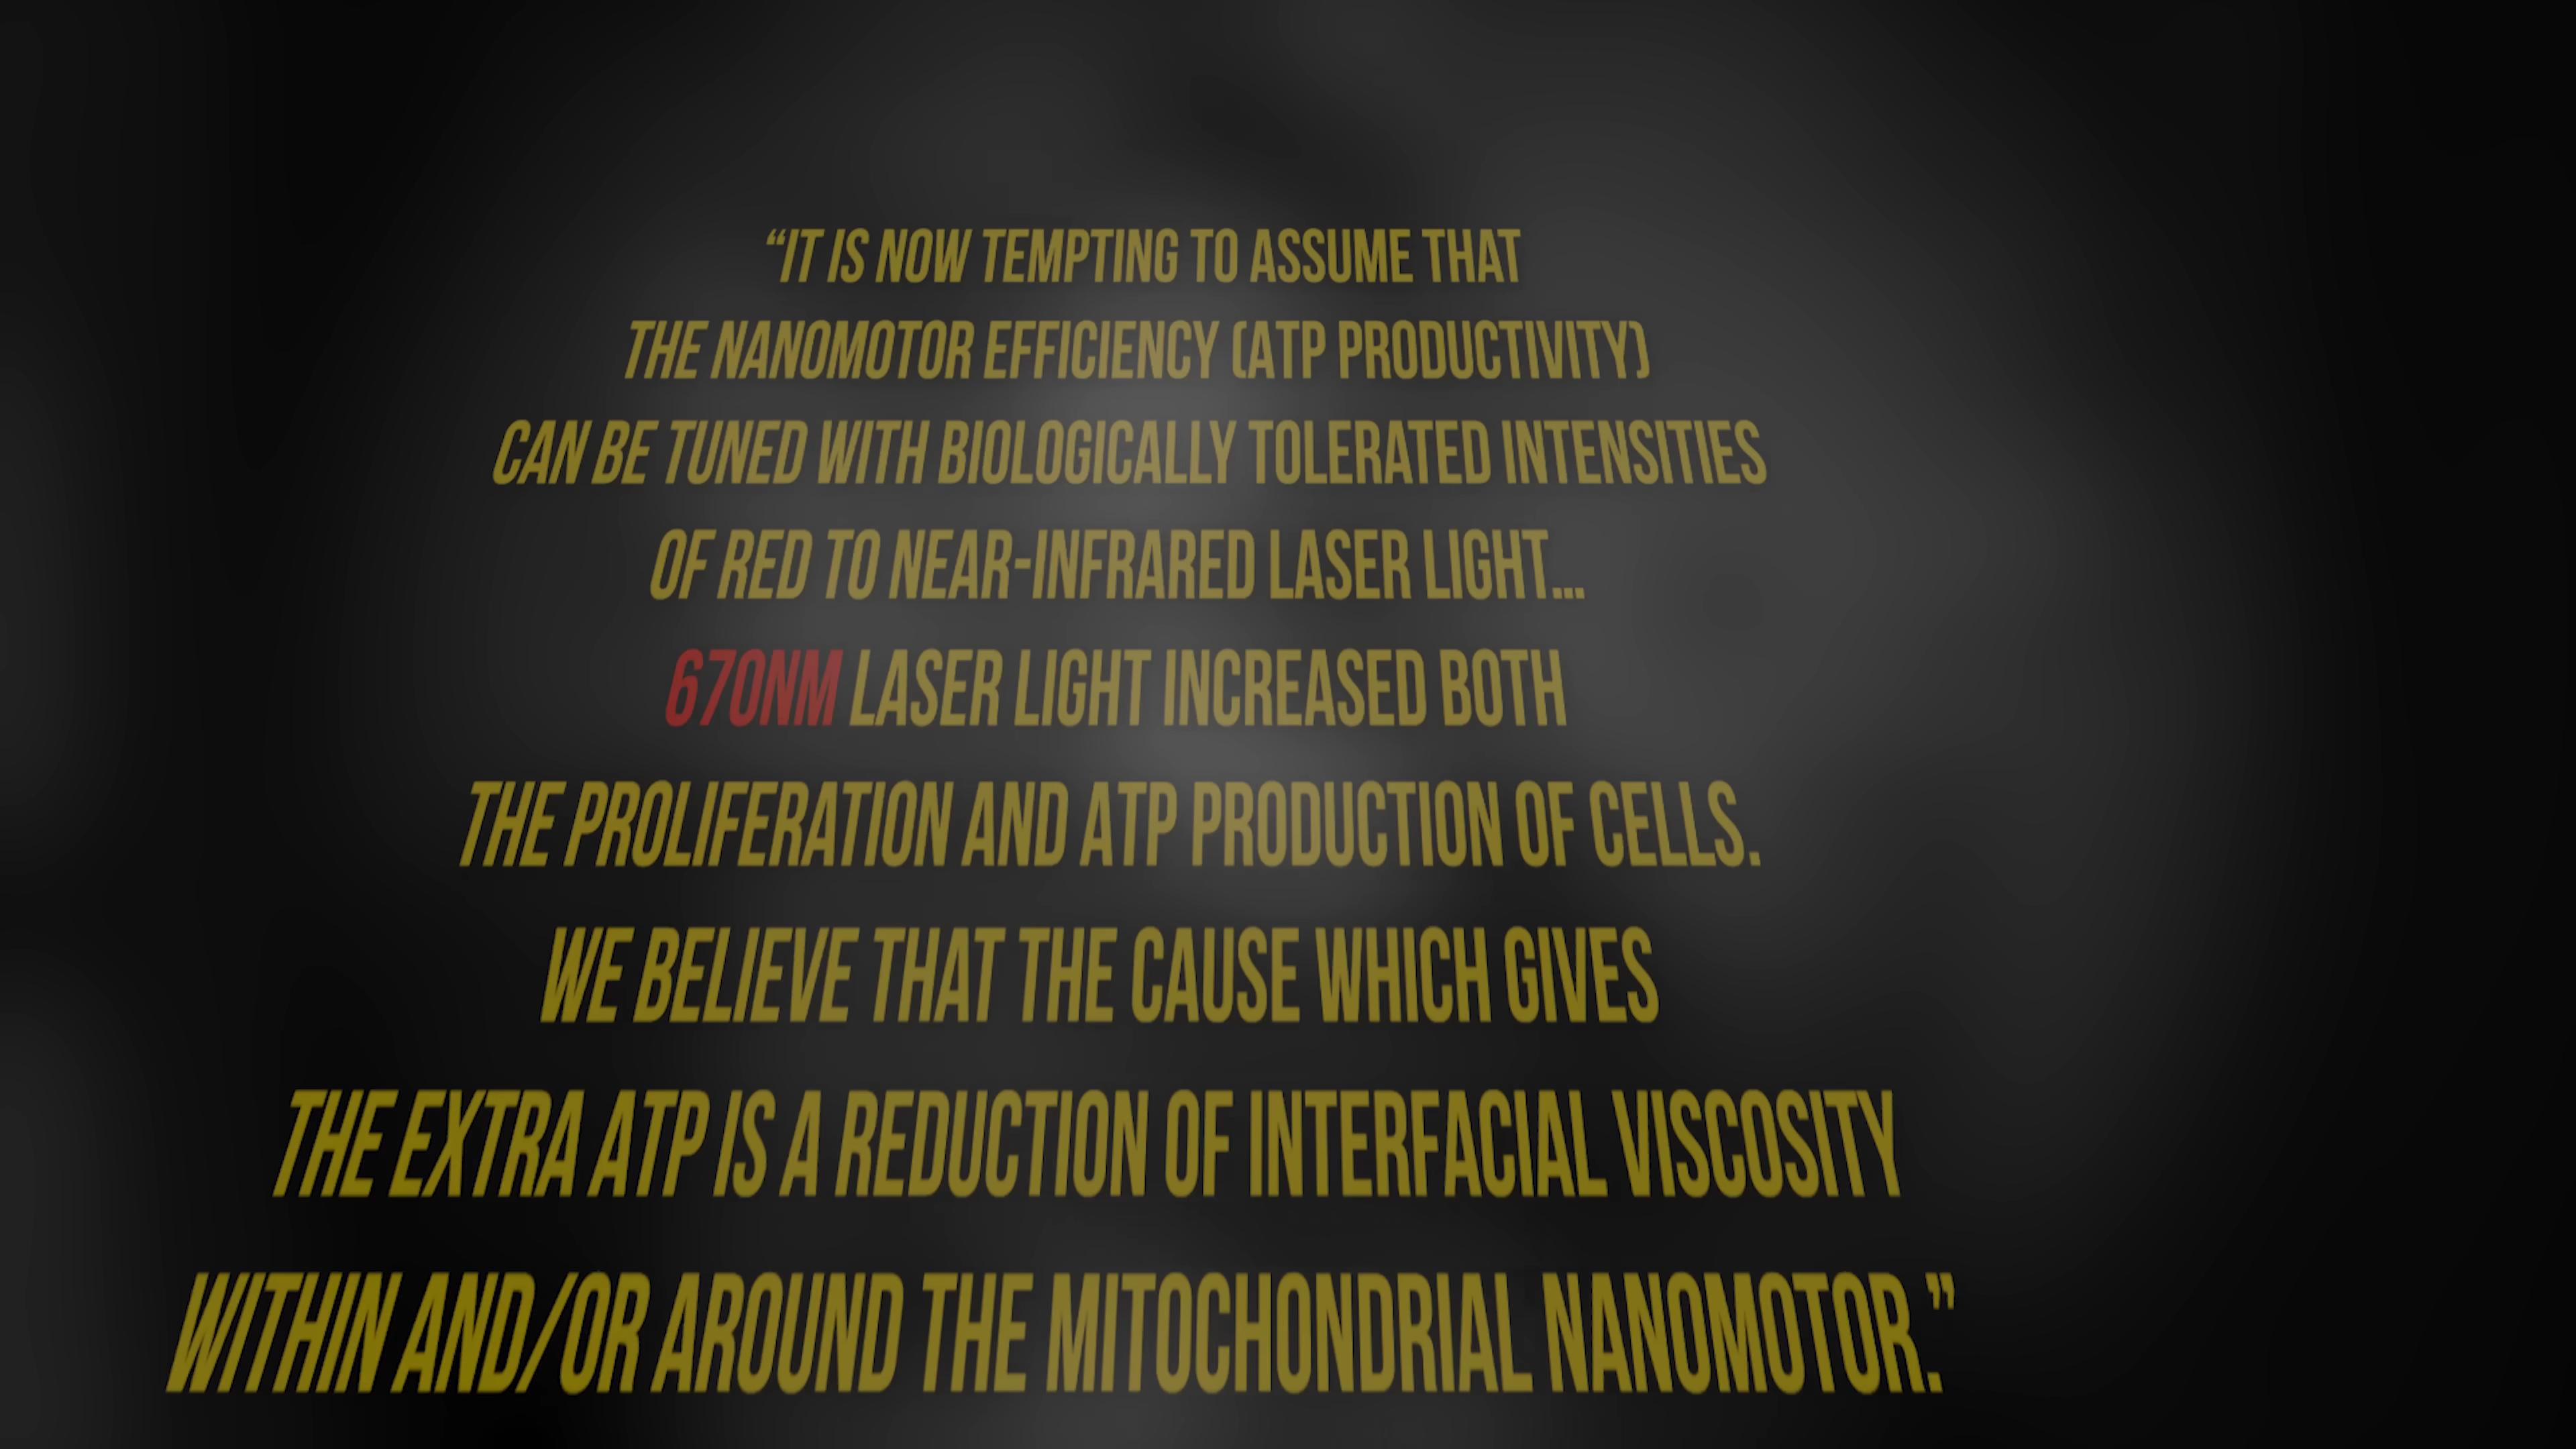 “IT IS NOW TEMPTING TO ASSUME THAT
THE NANOMOTOR EFFICIENCY (ATP PRODUCTIVITY)
CAN BE TUNED WITH BIOLOGICALLY TOLERATED INTENSITIES
OF RED TO NEAR-INFRARED LASER LIGHT...
670NM LASER LIGHT INCREASED BOTH
THE PROLIFERATION AND ATP PRODUCTION OF CELLS.
WE BELIEVE THAT THE CAUSE WHICH GIVES
THE EXTRA ATP IS A REDUCTION OF INTERFACIAL VISCOSITY
WITHIN AND/OR AROUND THE MITOCHONDRIAL NANOMOTOR.”